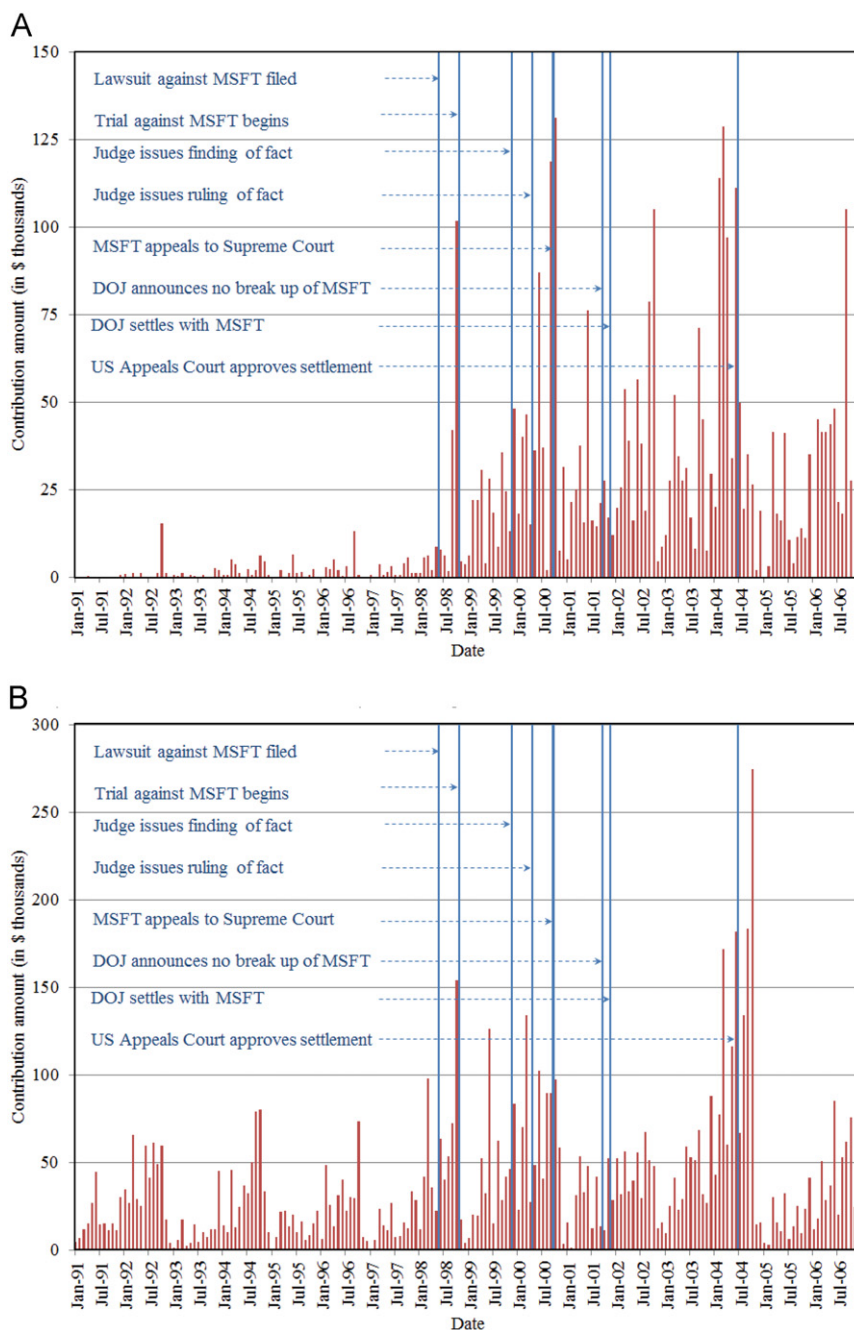 A
150
125
100
75
50
25
0
Contribution amount (in $ thousands)
Lawsuit against MSFT filed
Trial against MSFT begins
Judge issues finding of fact
Judge issues ruling of fact
MSFT appeals to Supreme Court
DOJ announces no break up of MSFT
DOJ settles with MSFT
US Appeals Court approves settlement
Jan-91
Jul-91
Jan-92
Jul-92
Jan-93
Jul-93
Jan-94
Jul-94
Jan-95
Jul-95
Jan-96
Jul-96
Jan-97
Jul-97
Jan-98
Jul-98
Jan-99
Jul-99
Jan-00
Jul-00
Jan-01
Jul-01
Jan-02
Jul-02
Jan-03
Jul-03
Jan-04
Jul-04
Jan-05
Jul-05
Jan-06
Jul-06
Date
B
300
250
200
150
100
50
0
Contribution amount (in $ thousands)
Lawsuit against MSFT filed
Trial against MSFT begins
Judge issues finding of fact
Judge issues ruling of fact
MSFT appeals to Supreme Court
DOJ announces no break up of MSFT
DOJ settles with MSFT
US Appeals Court approves settlement
Jan-91
Jul-91
Jan-92
Jul-92
Jan-93
Jul-93
Jan-94
Jul-94
Jan-95
Jul-95
Jan-96
Jul-96
Jan-97
Jul-97
Jan-98
Jul-98
Jan-99
Jul-99
Jan-00
Jul-00
Jan-01
Jul-01
Jan-02
Jul-02
Jan-03
Jul-03
Jan-04
Jul-04
Jan-05
Jul-05
Jan-06
Jul-06
Date